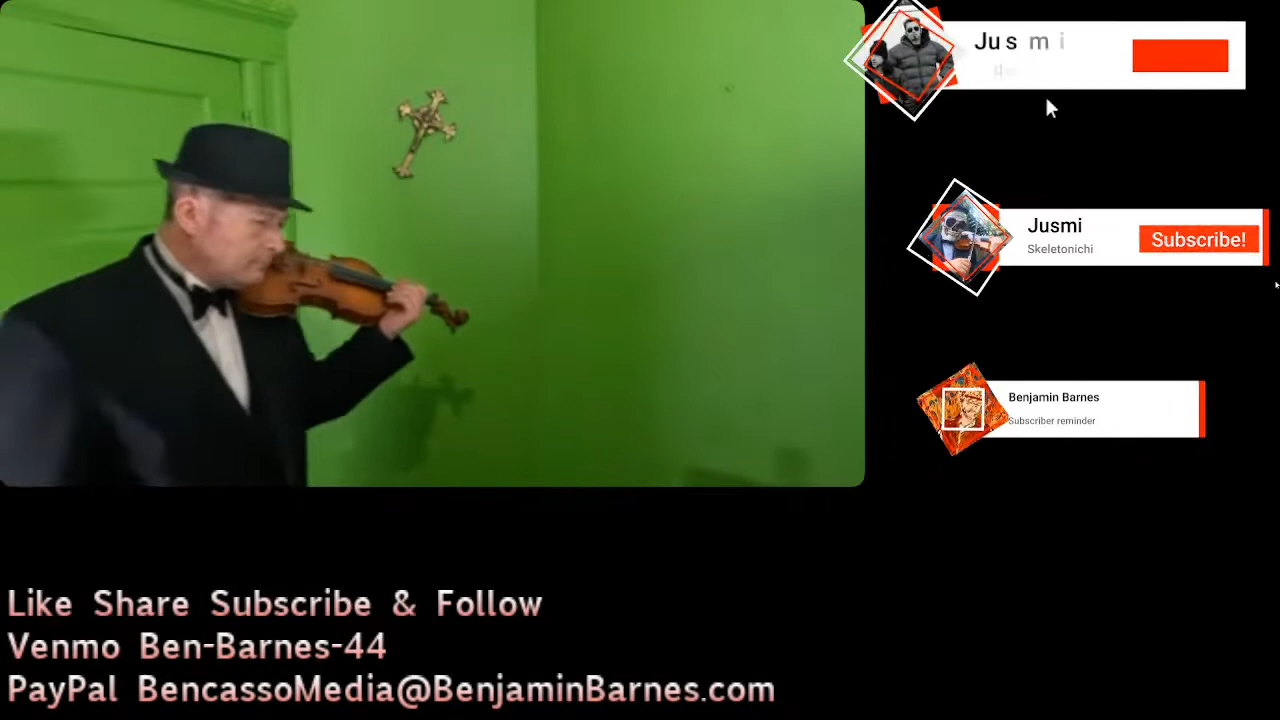 Jusmi
Jusmi
Skeletonichi
Subscribe!
Benjamin Barnes
Subscriber reminder
Like Share Subscribe & Follow
Venmo Ben-Barnes-44
PayPal BencassoMedia@BenjaminBarnes.com